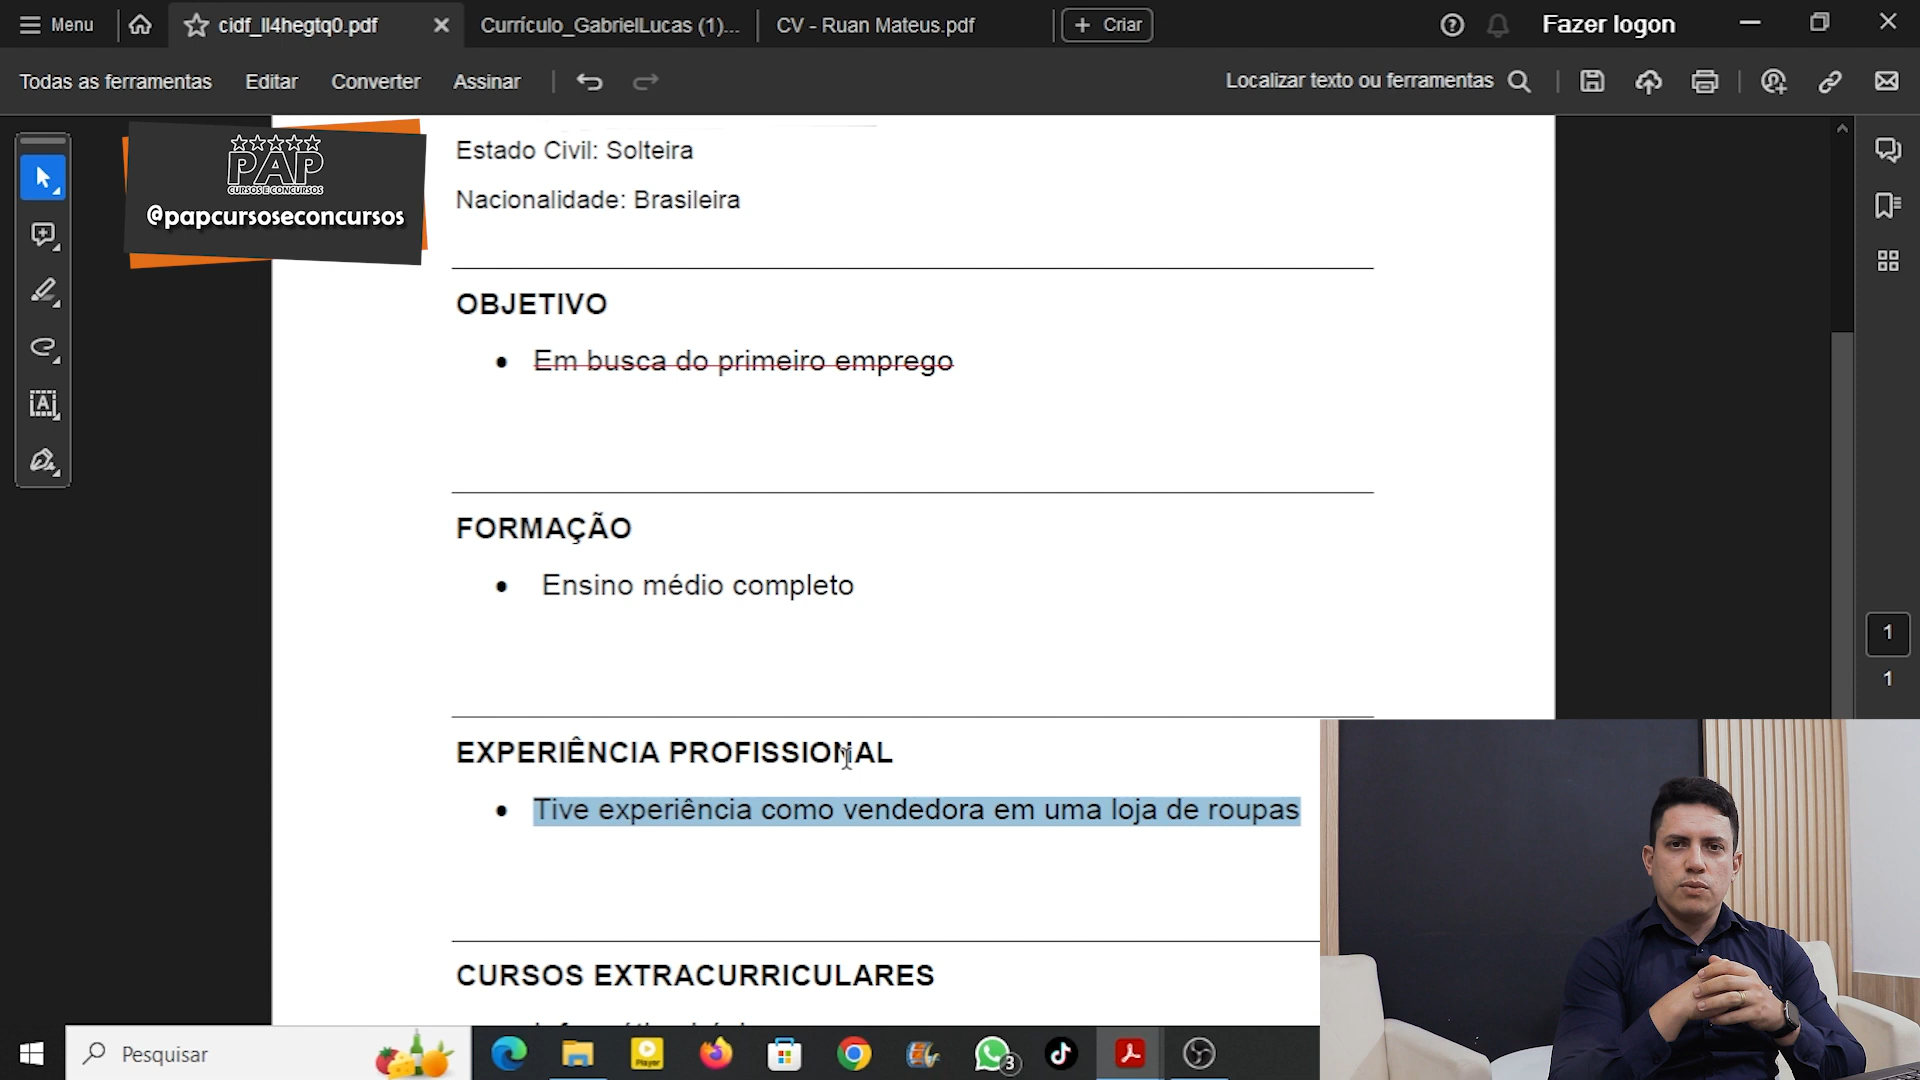 Menu
cidf_ll4hegtq0.pdf
Currículo_GabrielLucas (1)...
CV - Ruan Mateus.pdf
+ Criar
Fazer logon
Todas as ferramentas
Editar
Converter
Assinar
Localizar texto ou ferramentas
PAP
CURSOS E CONCURSOS
@papcursoseconcursos
Estado Civil: Solteira
Nacionalidade: Brasileira
OBJETIVO
Em busca do primeiro emprego
FORMAÇÃO
Ensino médio completo
1
1
EXPERIÊNCIA PROFISSIONAL
Tive experiência como vendedora em uma loja de roupas
CURSOS EXTRACURRICULARES
Pesquisar
Player
3